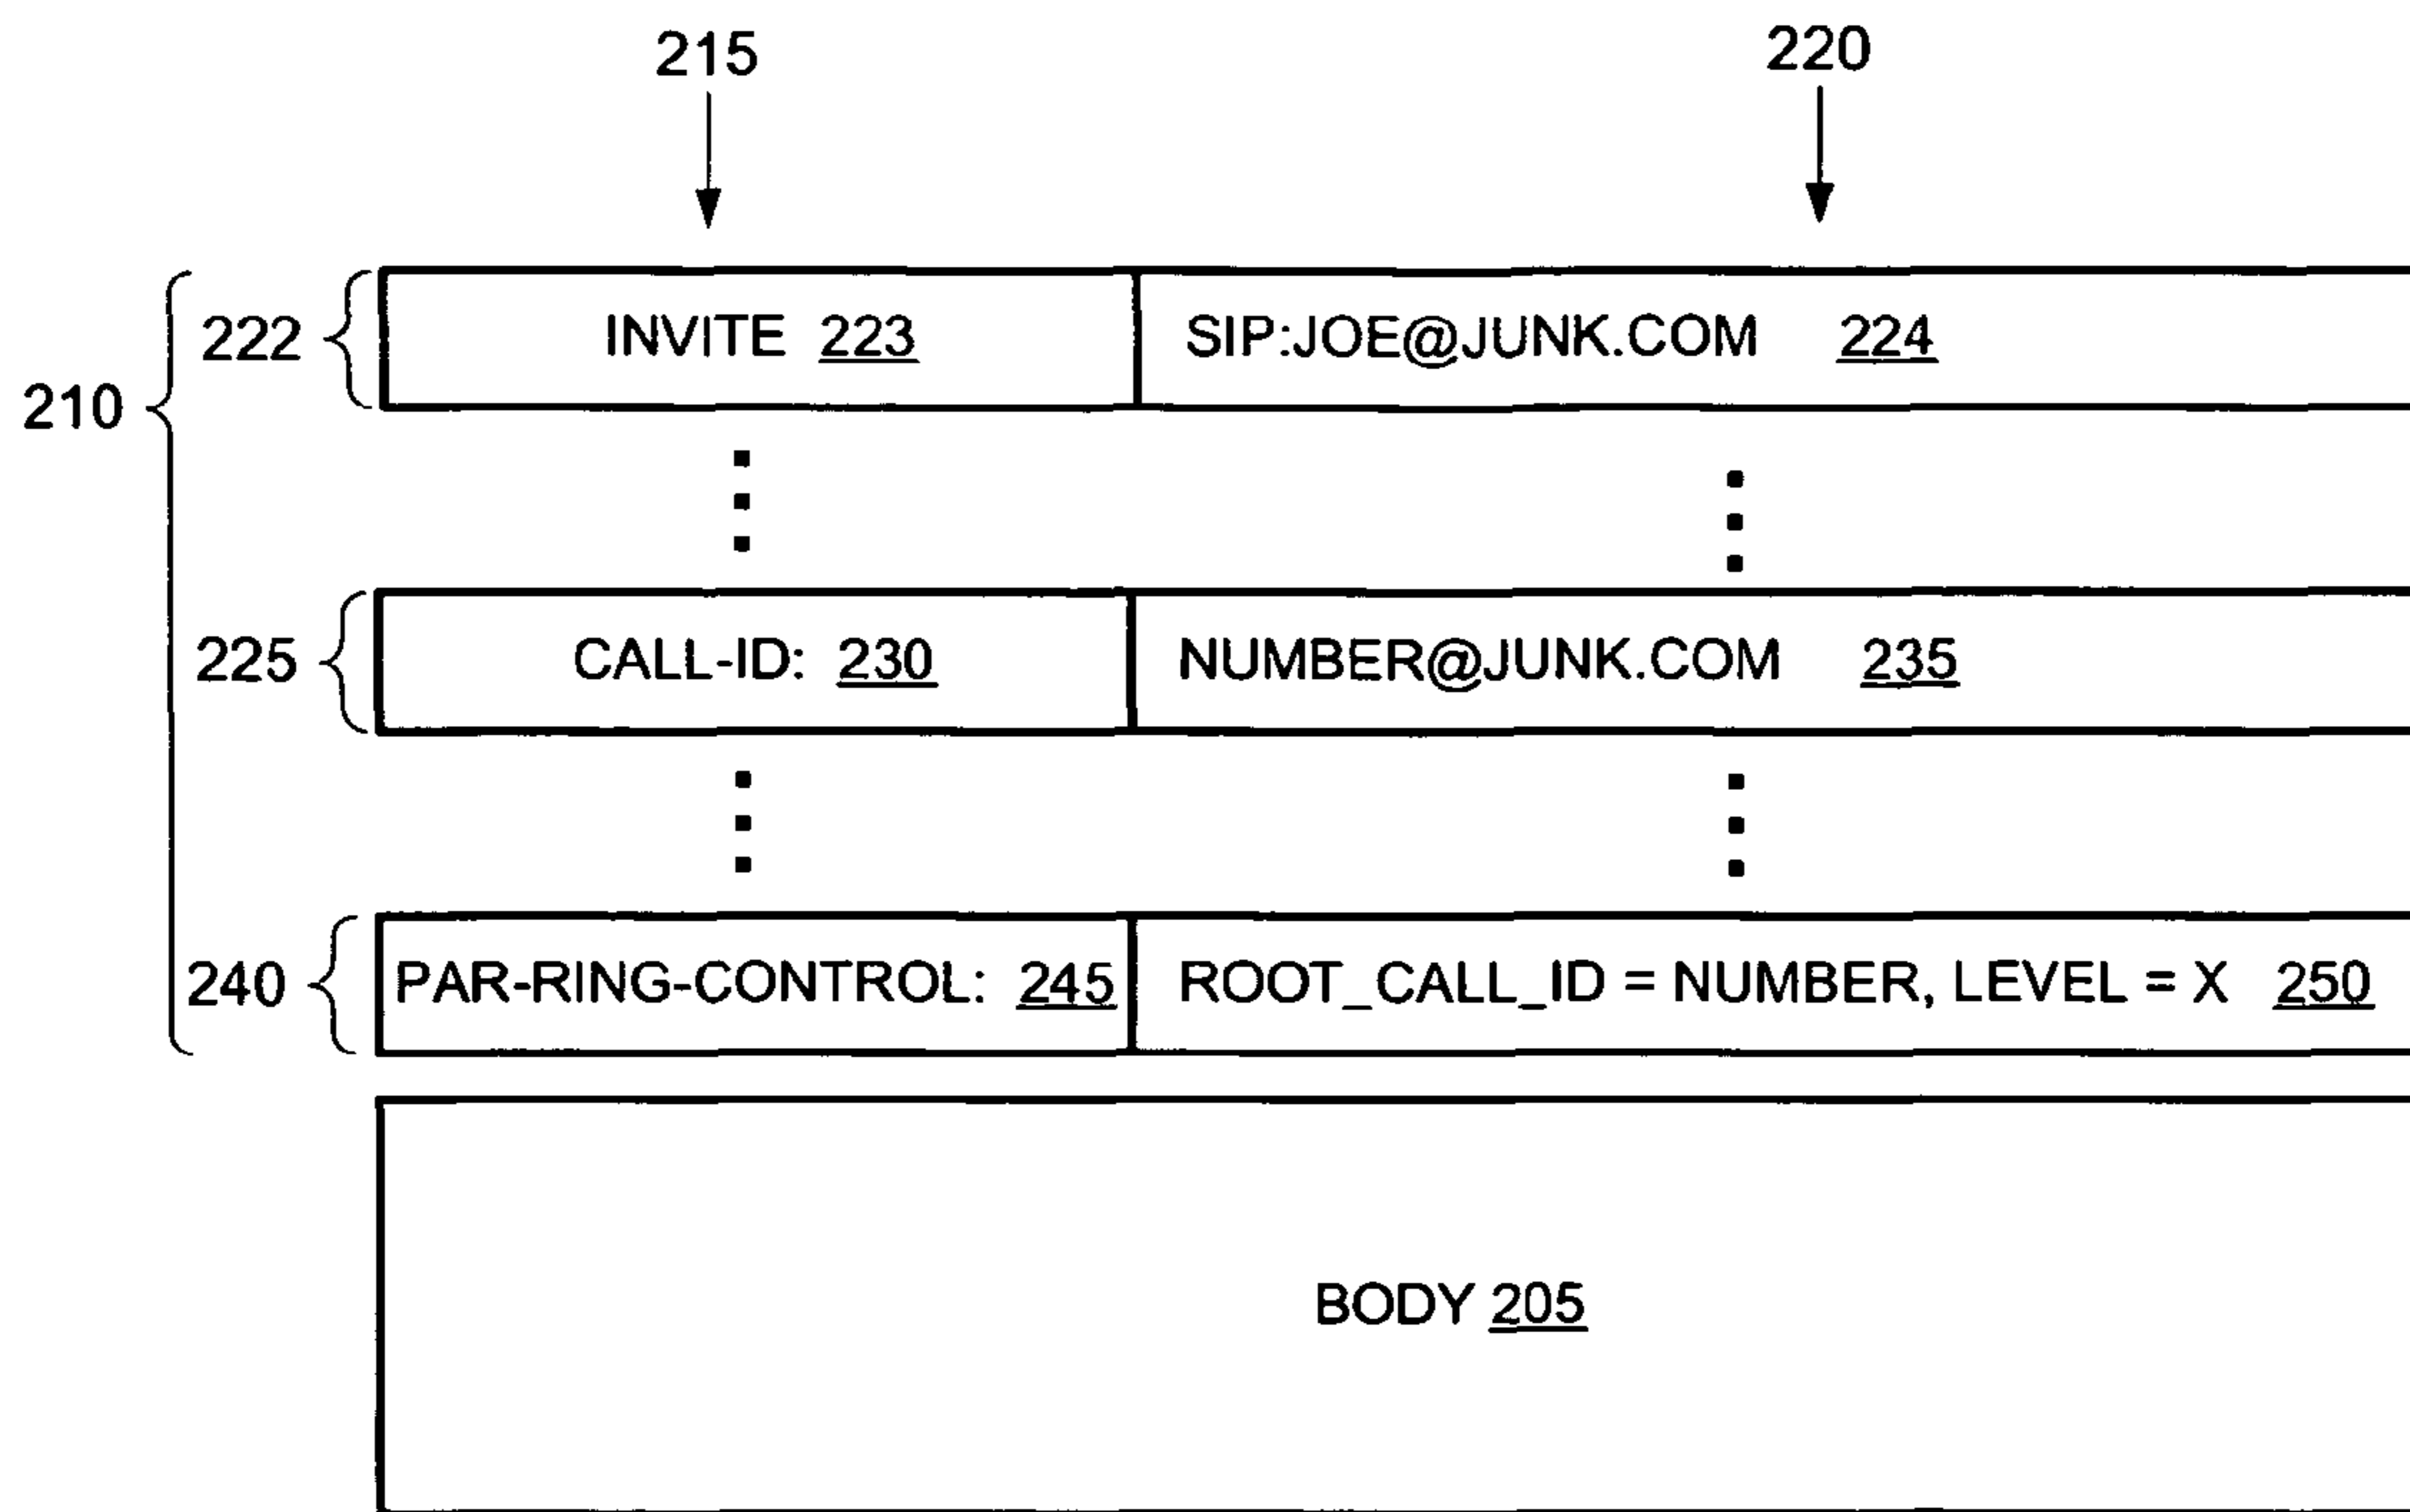 215 220
222 INVITE 223 SIP:JOE@JUNK.COM 224
210
225 CALL-ID: 230 NUMBER@JUNK.COM 235
240 PAR-RING-CONTROL: 245 ROOT_CALL_ID = NUMBER, LEVEL = X 250
BODY 205